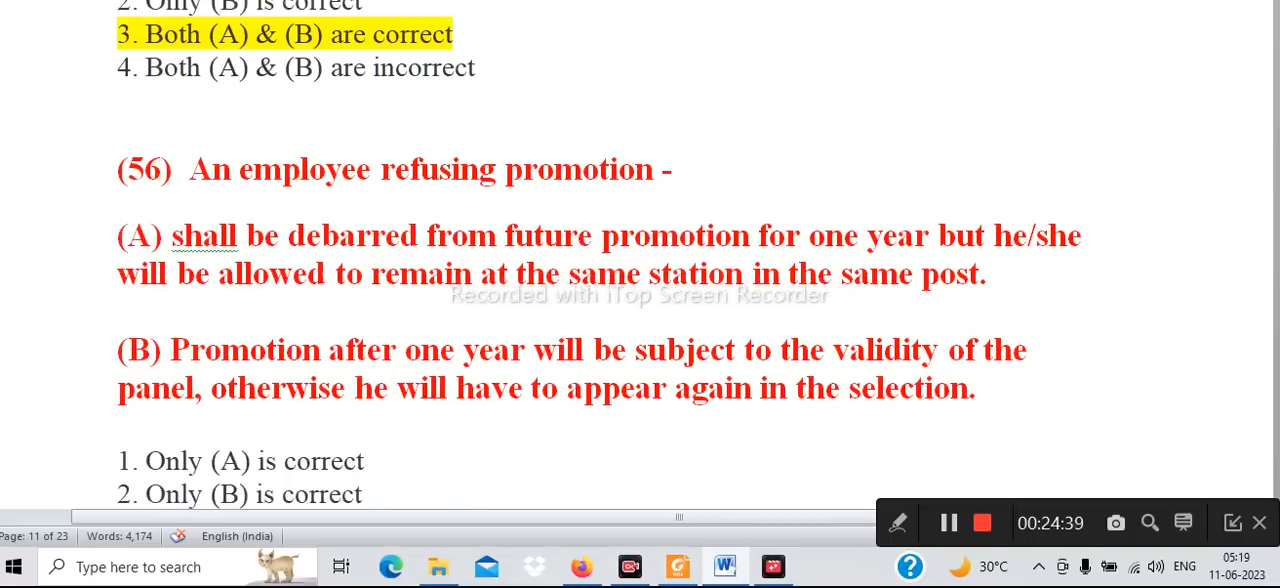 2. Only (B) is correct
3. Both (A) & (B) are correct
4. Both (A) & (B) are incorrect
(56) An employee refusing promotion -
(A) shall be debarred from future promotion for one year but he/she
will be allowed to remain at the same station in the same post.
Recorded with iTop Screen Recorder
(B) Promotion after one year will be subject to the validity of the
panel, otherwise he will have to appear again in the selection.
1. Only (A) is correct
2. Only (B) is correct
00:24:39
Page: 11 of 23 Words: 4,174 English (India)
Type here to search
30°C
ENG
05:19
11-06-2023